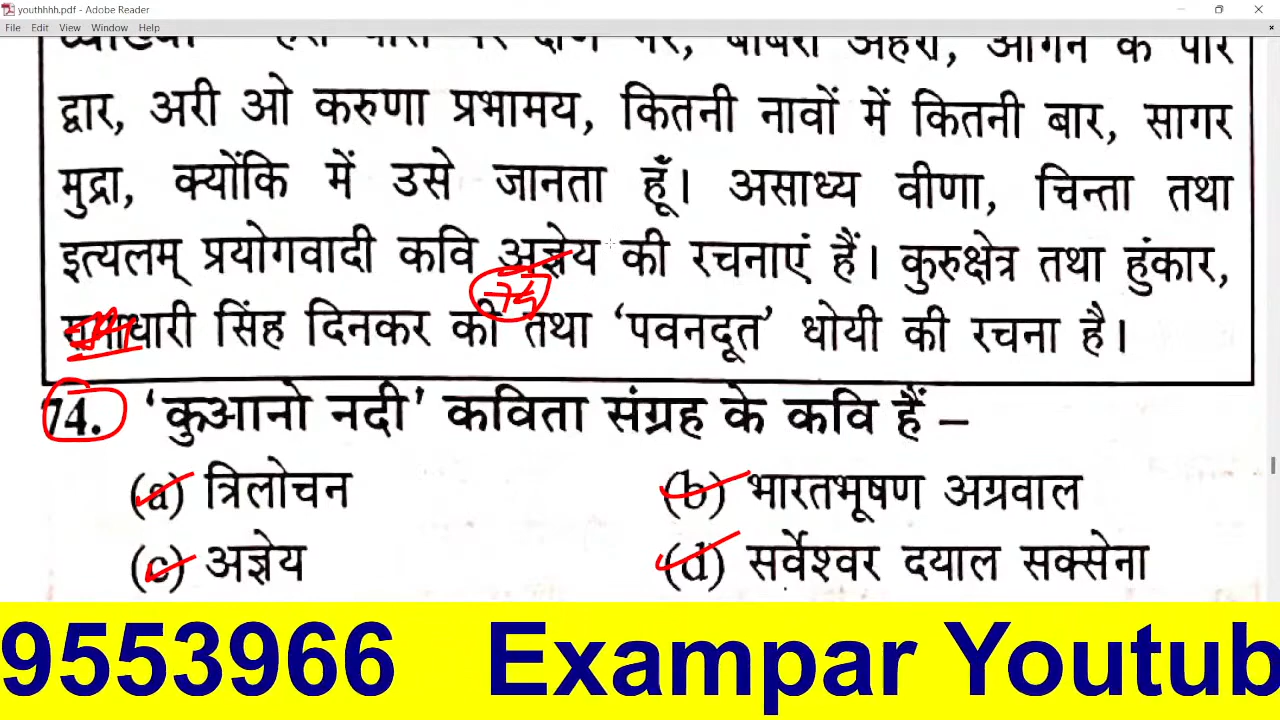 youthhhh.pdf - Adobe Reader
File Edit View Window Help
द्वार, अरी ओ करुणा प्रभामय, कितनी नावों में कितनी बार, सागर
मुद्रा, क्योंकि में उसे जानता हूँ। असाध्य वीणा, चिन्ता तथा
इत्यलम् प्रयोगवादी कवि अज्ञेय की रचनाएं हैं। कुरुक्षेत्र तथा हुंकार,
रामधारी सिंह दिनकर की तथा ‘पवनदूत’ धोयी की रचना है।
74. ‘कुआनो नदी’ कविता संग्रह के कवि हैं –
(a) त्रिलोचन (b) भारतभूषण अग्रवाल
(c) अज्ञेय (d) सर्वेश्वर दयाल सक्सेना
9553966 Exampar Youtub